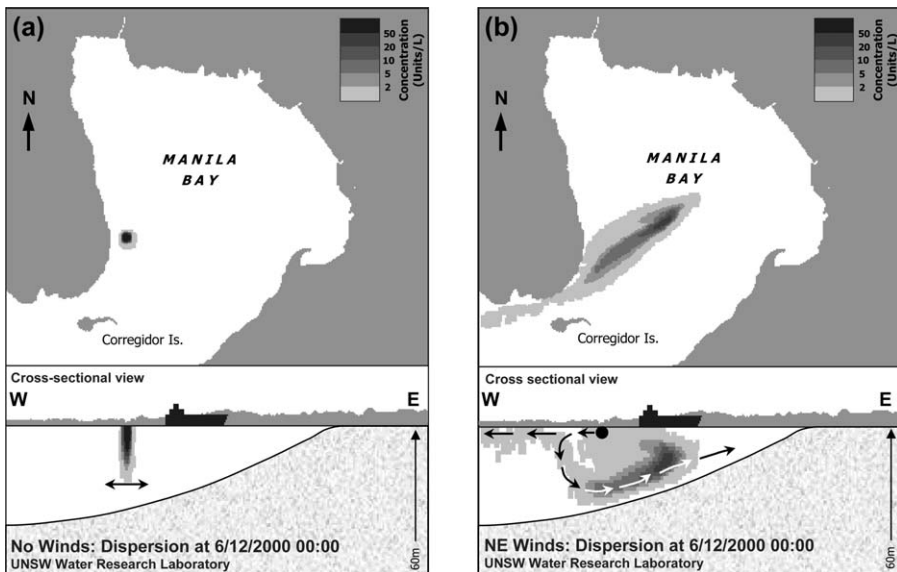 (a)
50
20
10
5
2
Concentration
(Units/L)
N
MANILA
BAY
Corregidor Is.
Cross-sectional view
W
E
No Winds: Dispersion at 6/12/2000 00:00
UNSW Water Research Laboratory
60m
(b)
50
20
10
5
2
Concentration
(Units/L)
N
MANILA
BAY
Corregidor Is.
Cross sectional view
W
E
NE Winds: Dispersion at 6/12/2000 00:00
UNSW Water Research Laboratory
60m